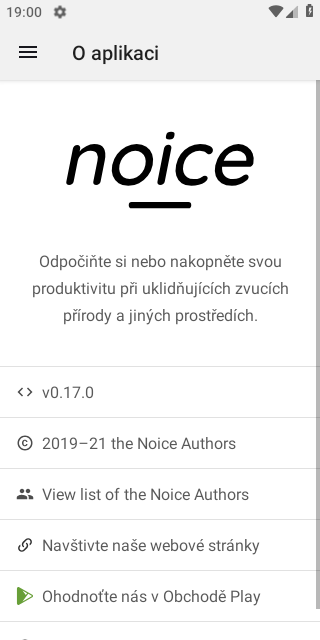 19:00
O aplikaci
noice
Odpočiňte si nebo nakopněte svou
produktivitu při uklidňujících zvucích
přírody a jiných prostředích.
v0.17.0
2019–21 the Noice Authors
View list of the Noice Authors
Navštivte naše webové stránky
Ohodnoťte nás v Obchodě Play